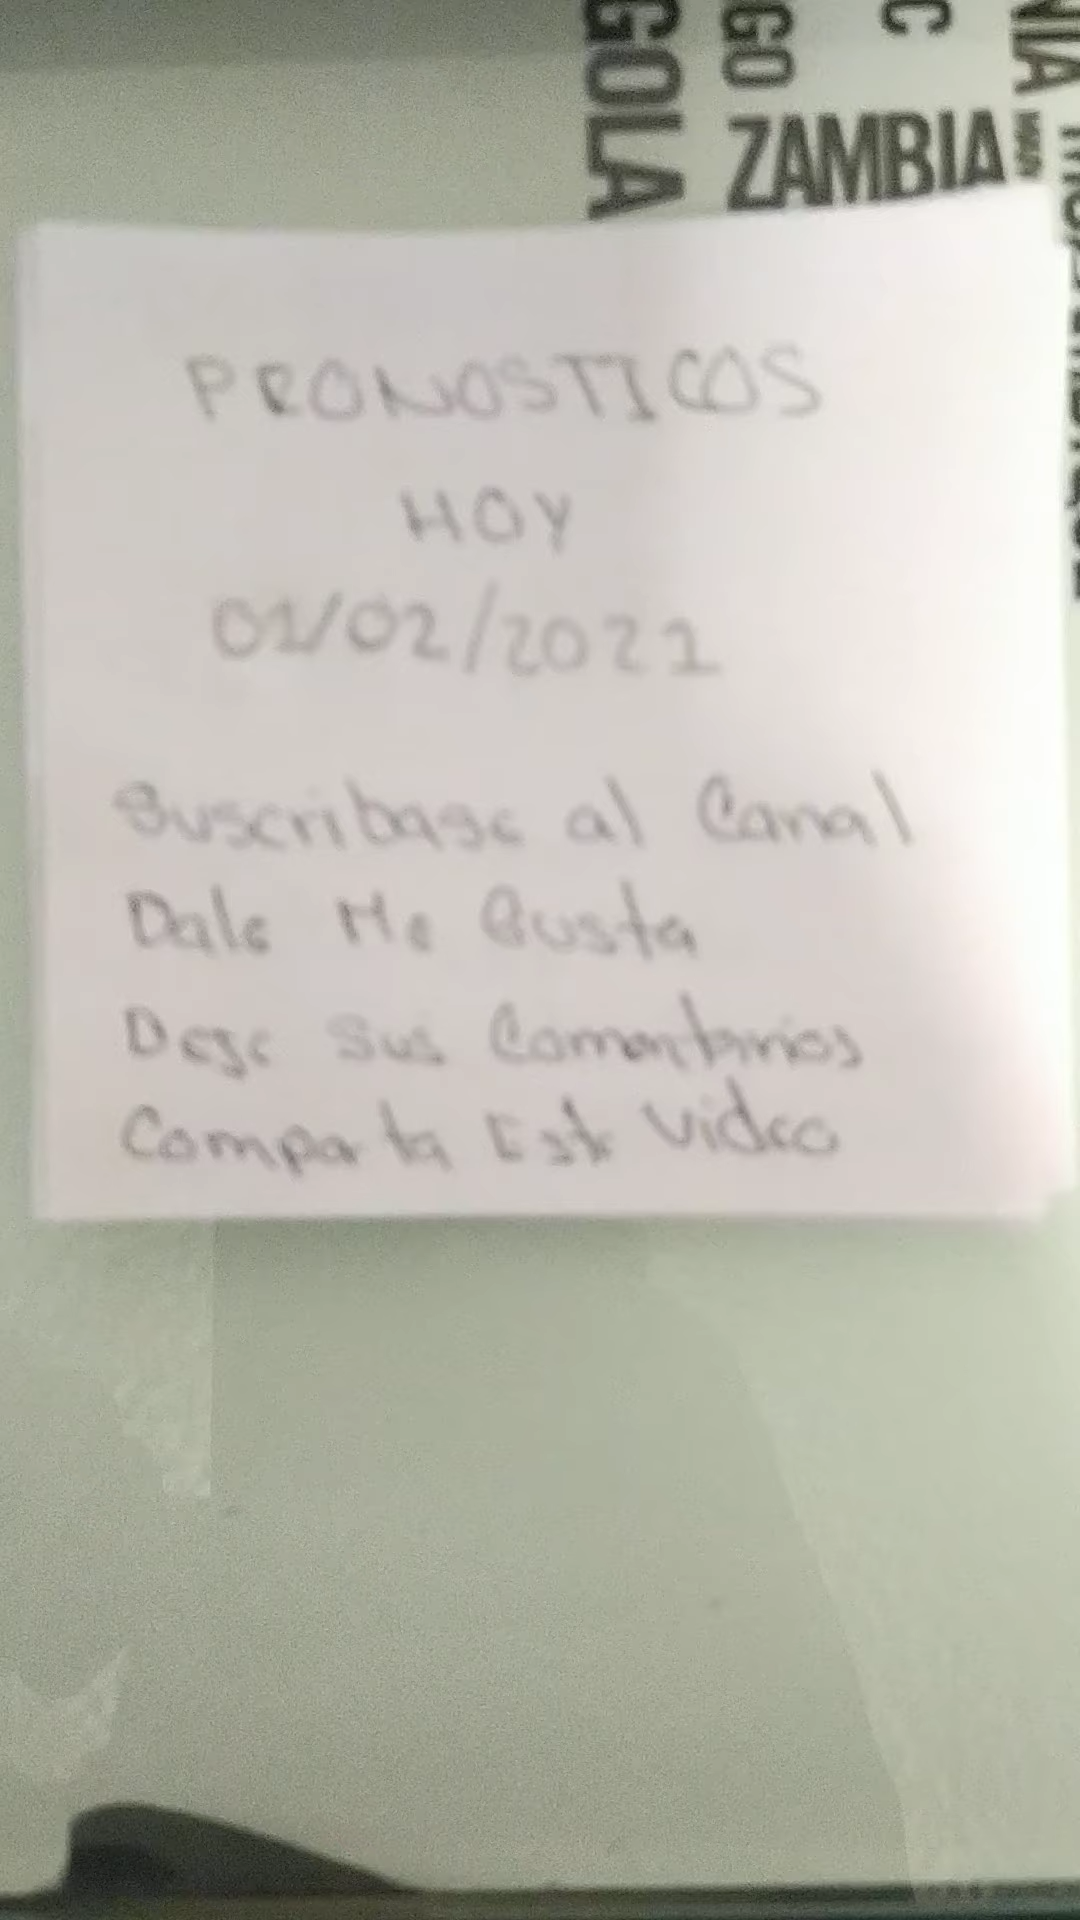 GOLA
GO
C
NIA
ZAMBIA
PRONOSTICOS
HOY
01/02/2021
Suscribase al Canal
Dale Me Gusta
Deje Sus Comentarios
Comparta Este Video